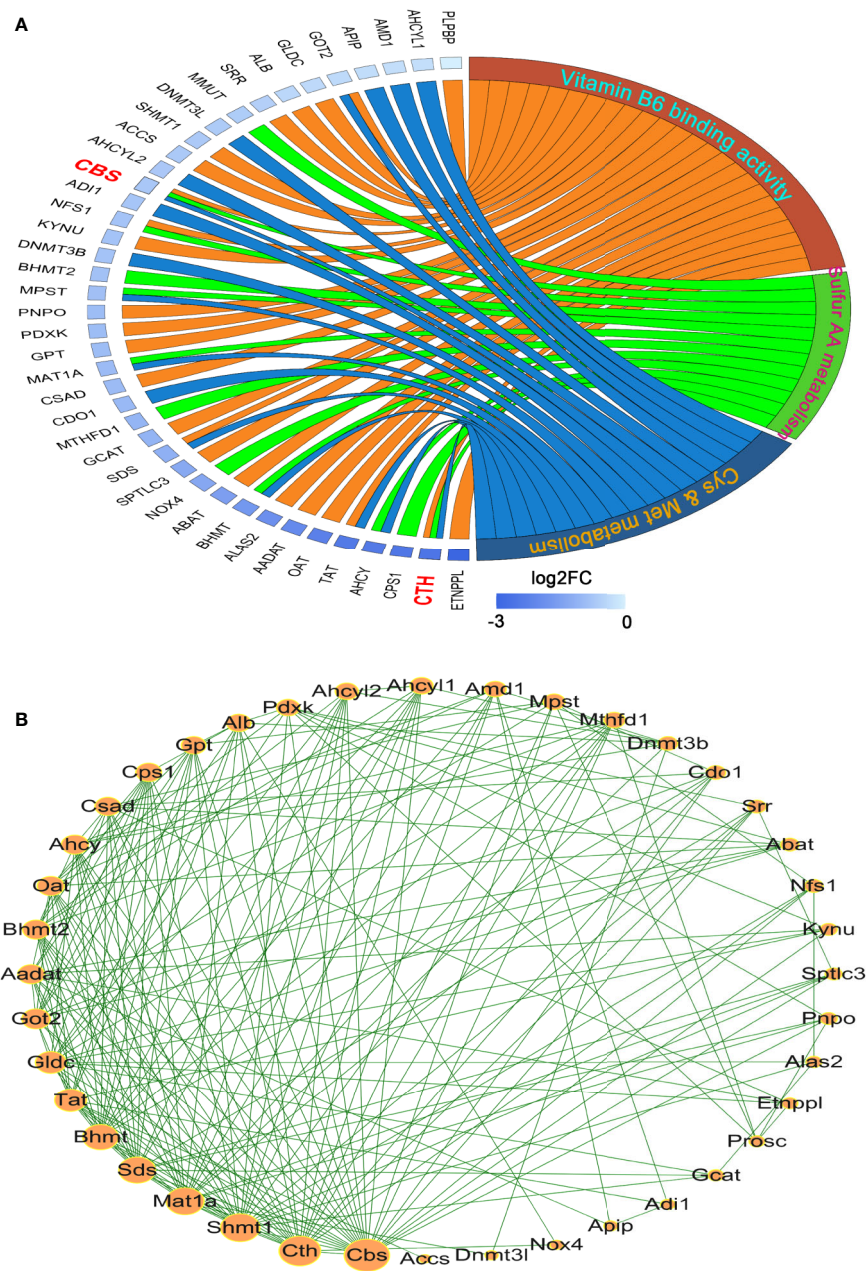 A
PLPBP
AHCYL1
AMD1
APIP
GOT2
GLDC
ALB
SRR
MMUT
DNMT3L
SHMT1
ACCS
AHCYL2
CBS
ADI1
NFS1
KYNU
DNMT3B
BHMT2
MPST
PNPO
PDXK
GPT
MAT1A
CSAD
CDO1
MTHFD1
GCAT
SDS
SPTLC3
NOX4
ABAT
BHMT
ALAS2
AADAT
OAT
TAT
AHCY
CPS1
CTH
ETNPPL
Vitamin B6 binding activity
Sulfur AA metabolism
Cys & Met metabolism
log2FC
-3 0
B
Ahcyl2
Ahcyl1
Amd1
Mpst
Mthfd1
Dnmt3b
Cdo1
Srr
Abat
Nfs1
Kynu
Sptlc3
Pnpo
Alas2
Etnppl
Prosc
Gcat
Adi1
Apip
Nox4
Dnmt3l
Accs
Cbs
Cth
Shmt1
Mat1a
Sds
Bhmt
Tat
Gldc
Got2
Aadat
Bhmt2
Oat
Ahcy
Csad
Cps1
Gpt
Alb
Pdxk